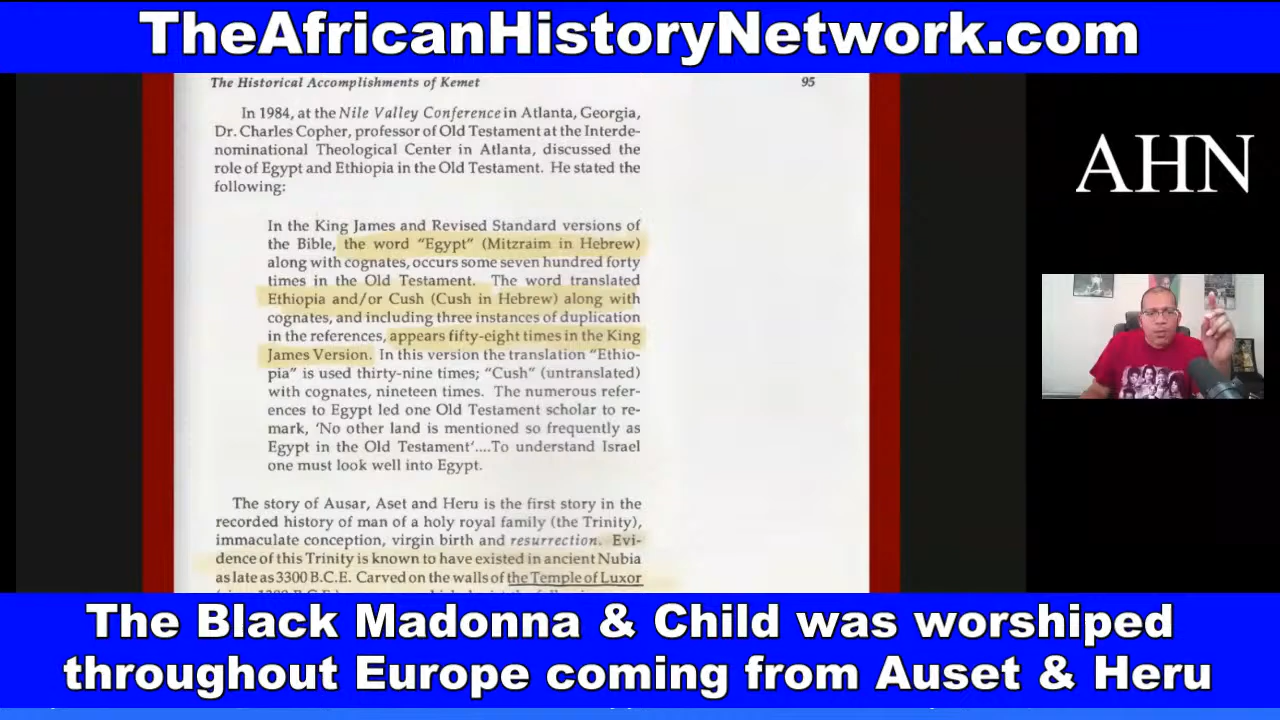 TheAfricanHistoryNetwork.com
The Historical Accomplishments of Kemet 95
In 1984, at the Nile Valley Conference in Atlanta, Georgia,
Dr. Charles Copher, professor of Old Testament at the Interde-
nominational Theological Center in Atlanta, discussed the
role of Egypt and Ethiopia in the Old Testament. He stated the
following:
In the King James and Revised Standard versions of
the Bible, the word "Egypt" (Mitzraim in Hebrew)
along with cognates, occurs some seven hundred forty
times in the Old Testament. The word translated
Ethiopia and/or Cush (Cush in Hebrew) along with
cognates, and including three instances of duplication
in the references, appears fifty-eight times in the King
James Version. In this version the translation "Ethio-
pia" is used thirty-nine times; "Cush" (untranslated)
with cognates, nineteen times. The numerous refer-
ences to Egypt led one Old Testament scholar to re-
mark, 'No other land is mentioned so frequently as
Egypt in the Old Testament'....To understand Israel
one must look well into Egypt.
The story of Ausar, Aset and Heru is the first story in the
recorded history of man of a holy royal family (the Trinity),
immaculate conception, virgin birth and resurrection. Evi-
dence of this Trinity is known to have existed in ancient Nubia
as late as 3300 B.C.E. Carved on the walls of the Temple of Luxor
AHN
The Black Madonna & Child was worshiped
throughout Europe coming from Auset & Heru